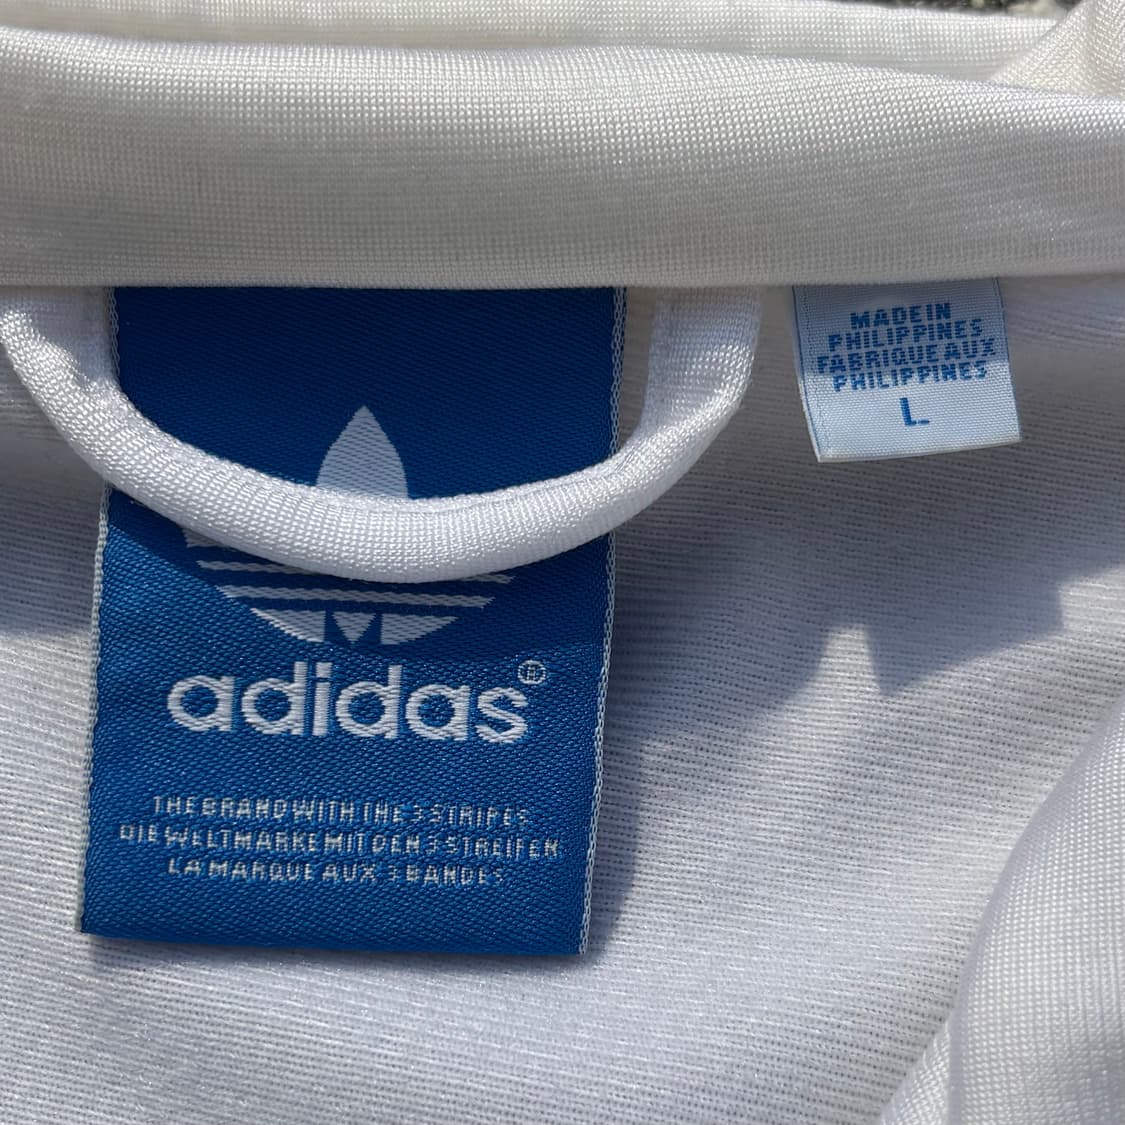 adidas®
THE BRAND WITH THE 3 STRIPES
DIE WELTMARKE MIT DEN 3 STREIFEN
LA MARQUE AUX 3 BANDES
MADE IN
PHILIPPINES
FABRIQUE AUX
PHILIPPINES
L